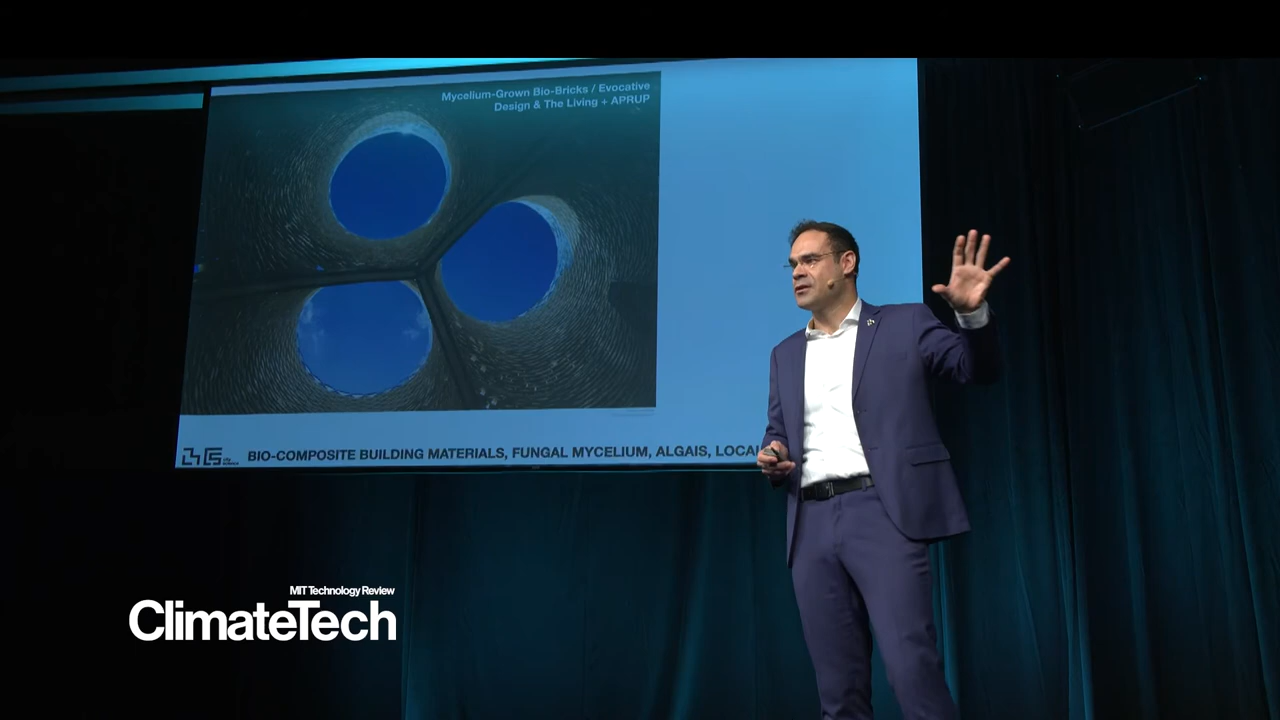 Mycelium-Grown Bio-Bricks / Evocative
Design & The Living + APRUP
BIO-COMPOSITE BUILDING MATERIALS, FUNGAL MYCELIUM, ALGAIS, LOCAL
MIT Technology Review
ClimateTech